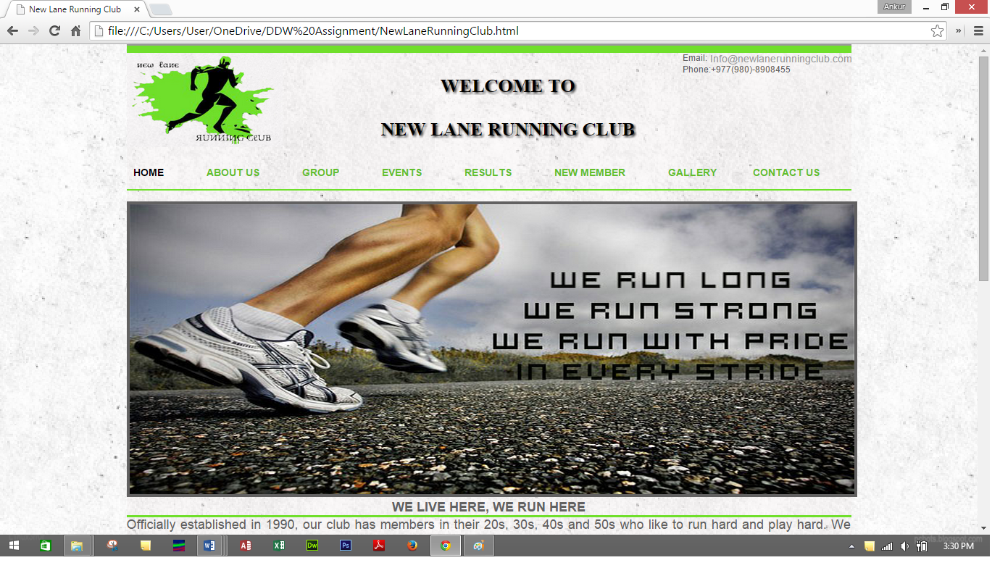 New Lane Running Club
Ankur
file:///C:/Users/User/OneDrive/DDW%20Assignment/NewLaneRunningClub.html
Email: Info@newlanerunningclub.com
Phone:+977(980)-8908455
new lane
RUNNING CLUB
WELCOME TO
NEW LANE RUNNING CLUB
HOME ABOUT US GROUP EVENTS RESULTS NEW MEMBER GALLERY CONTACT US
WE RUN LONG
WE RUN STRONG
WE RUN WITH PRIDE
IN EVERY STRIDE
WE LIVE HERE, WE RUN HERE
Officially established in 1990, our club has members in their 20s, 30s, 40s and 50s who like to run hard and play hard. We
Dw Ps
3:30 PM